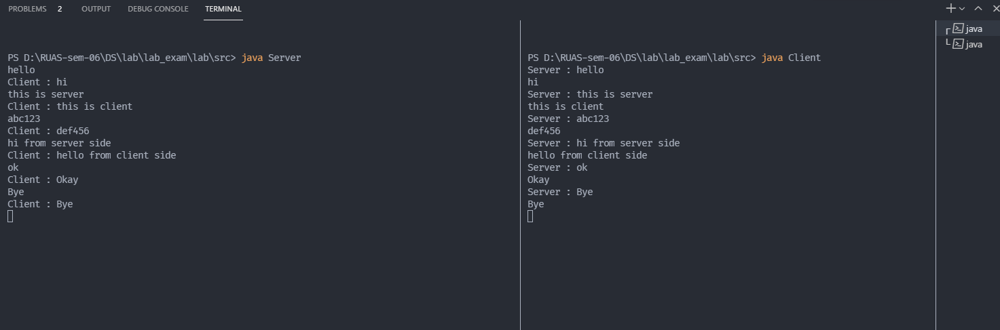 PROBLEMS 2 OUTPUT DEBUG CONSOLE TERMINAL
PS D:\RUAS-sem-06\DS\lab\lab_exam\lab\src> java Server
hello
Client : hi
this is server
Client : this is client
abc123
Client : def456
hi from server side
Client : hello from client side
ok
Client : Okay
Bye
Client : Bye
PS D:\RUAS-sem-06\DS\lab\lab_exam\lab\src> java Client
Server : hello
hi
Server : this is server
this is client
Server : abc123
def456
Server : hi from server side
hello from client side
Server : ok
Okay
Server : Bye
Bye
java
java